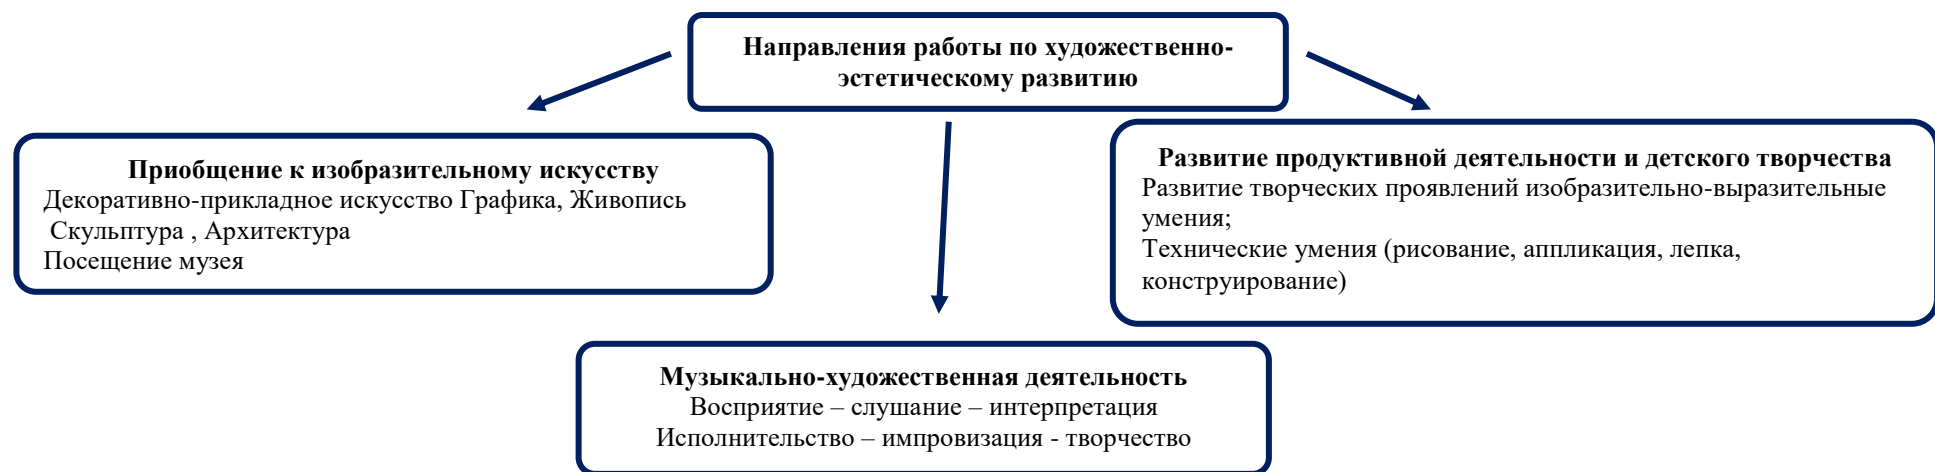 Направления работы по художественно-
эстетическому развитию
Приобщение к изобразительному искусству
Декоративно-прикладное искусство Графика, Живопись
Скульптура , Архитектура
Посещение музея
Развитие продуктивной деятельности и детского творчества
Развитие творческих проявлений изобразительно-выразительные
умения;
Технические умения (рисование, аппликация, лепка,
конструирование)
Музыкально-художественная деятельность
Восприятие – слушание – интерпретация
Исполнительство – импровизация - творчество